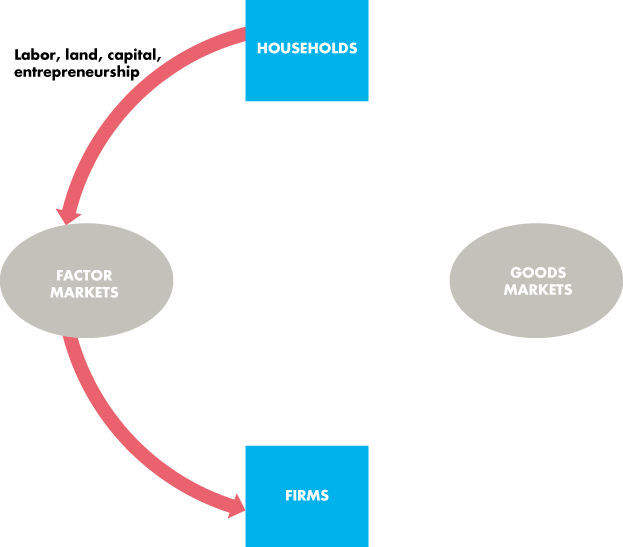 HOUSEHOLDS
Labor, land, capital,
entrepreneurship
FACTOR
MARKETS
GOODS
MARKETS
FIRMS